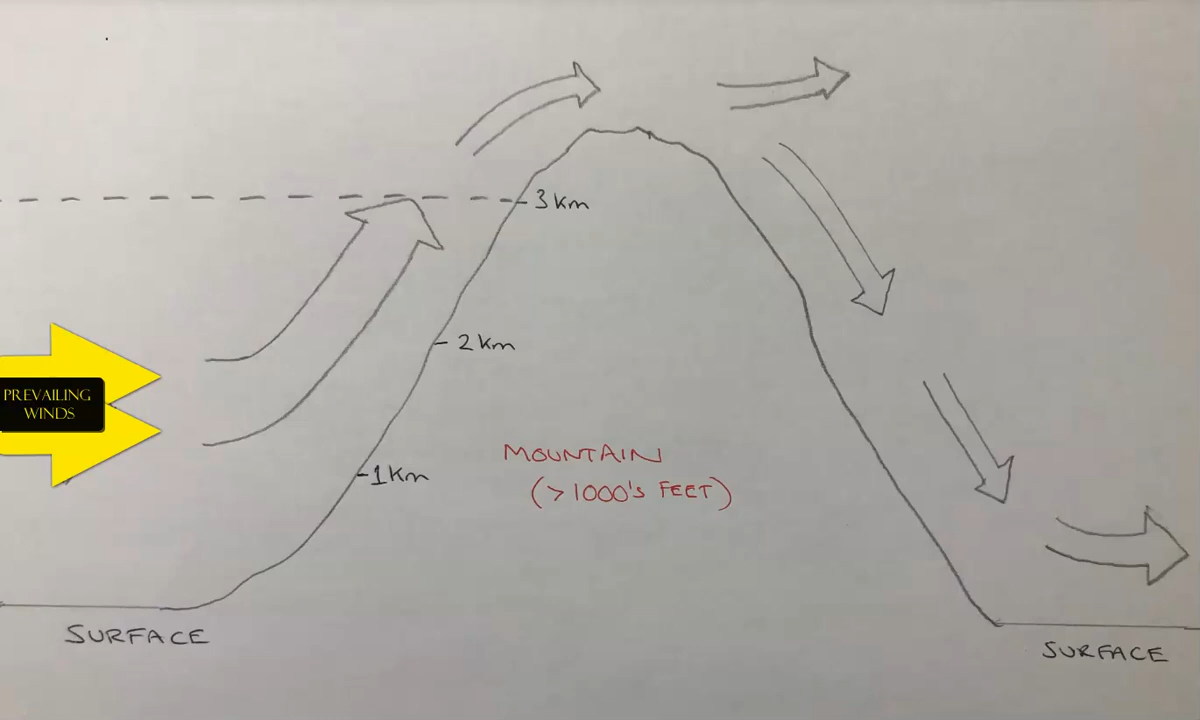 3 km
2 km
PREVAILING
WINDS
1 km
MOUNTAIN
(> 1000's FEET)
SURFACE
SURFACE